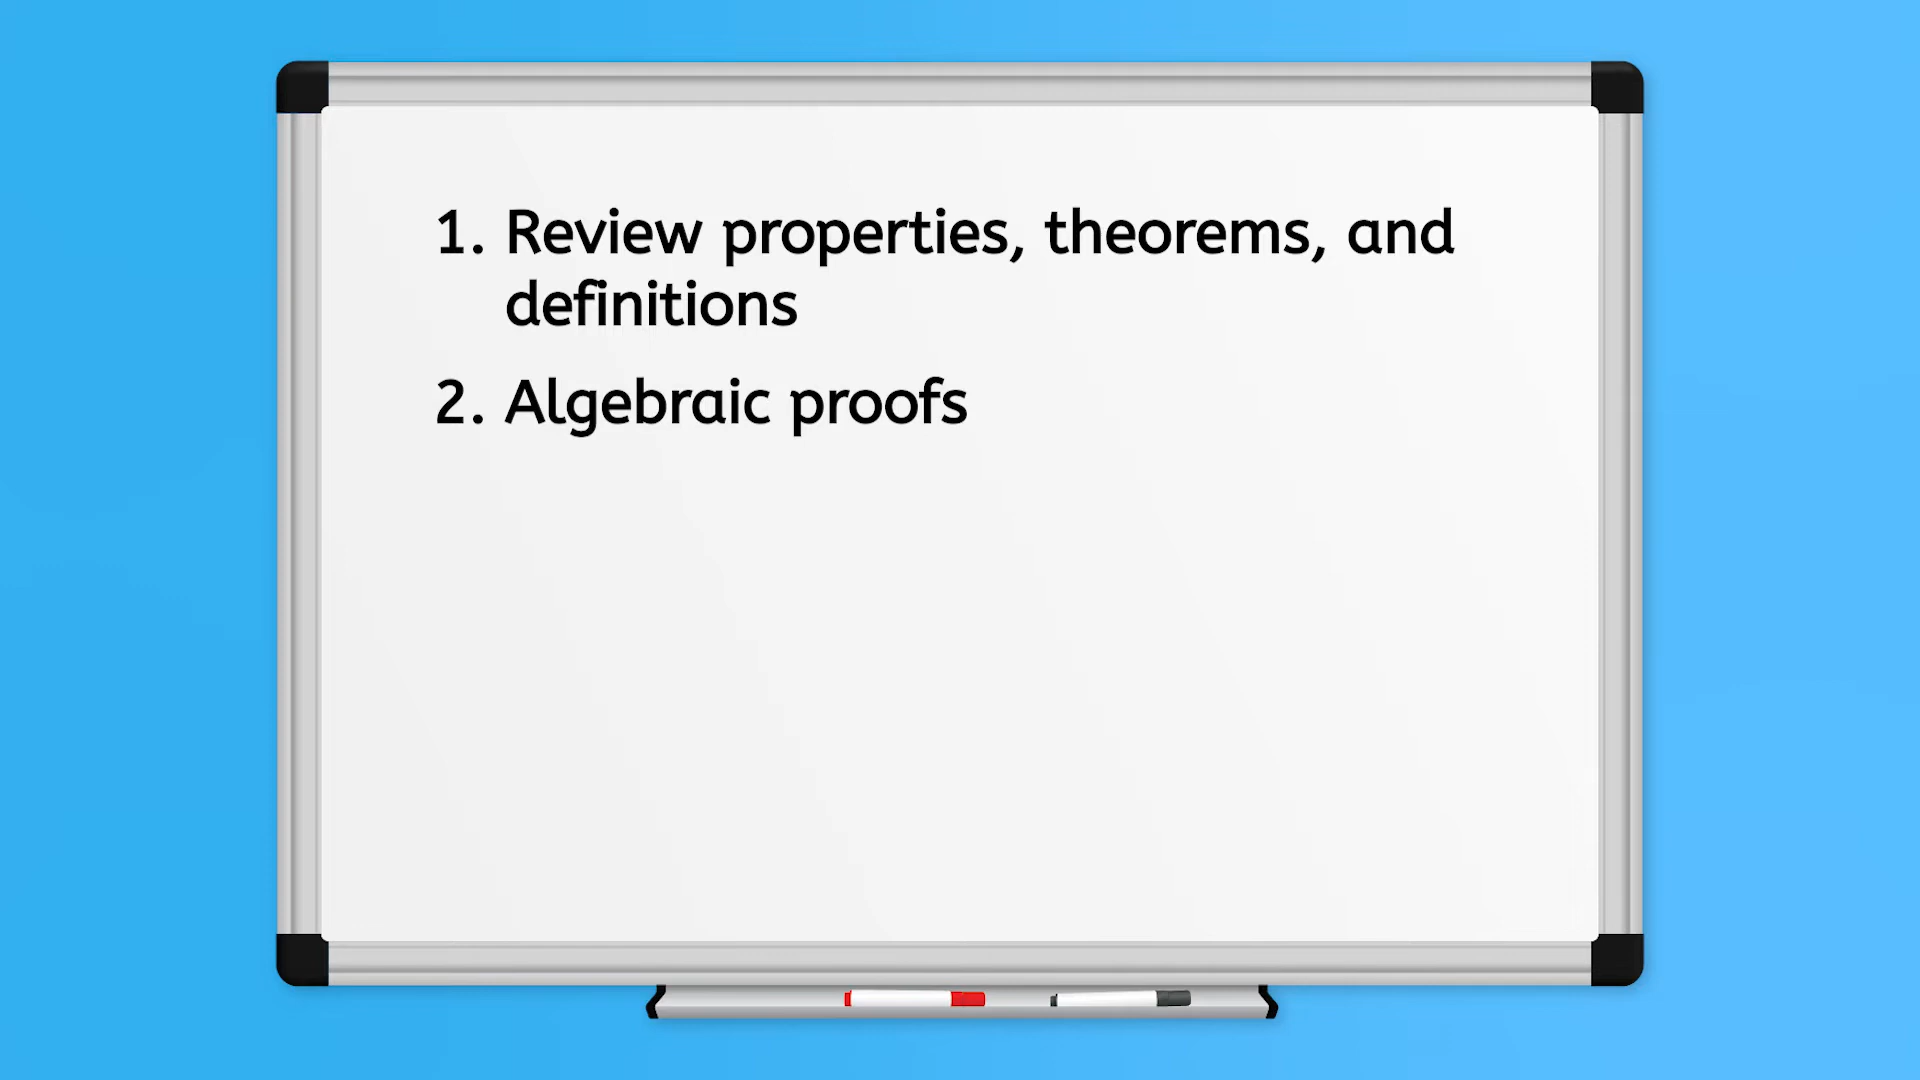 1. Review properties, theorems, and
definitions
2. Algebraic proofs